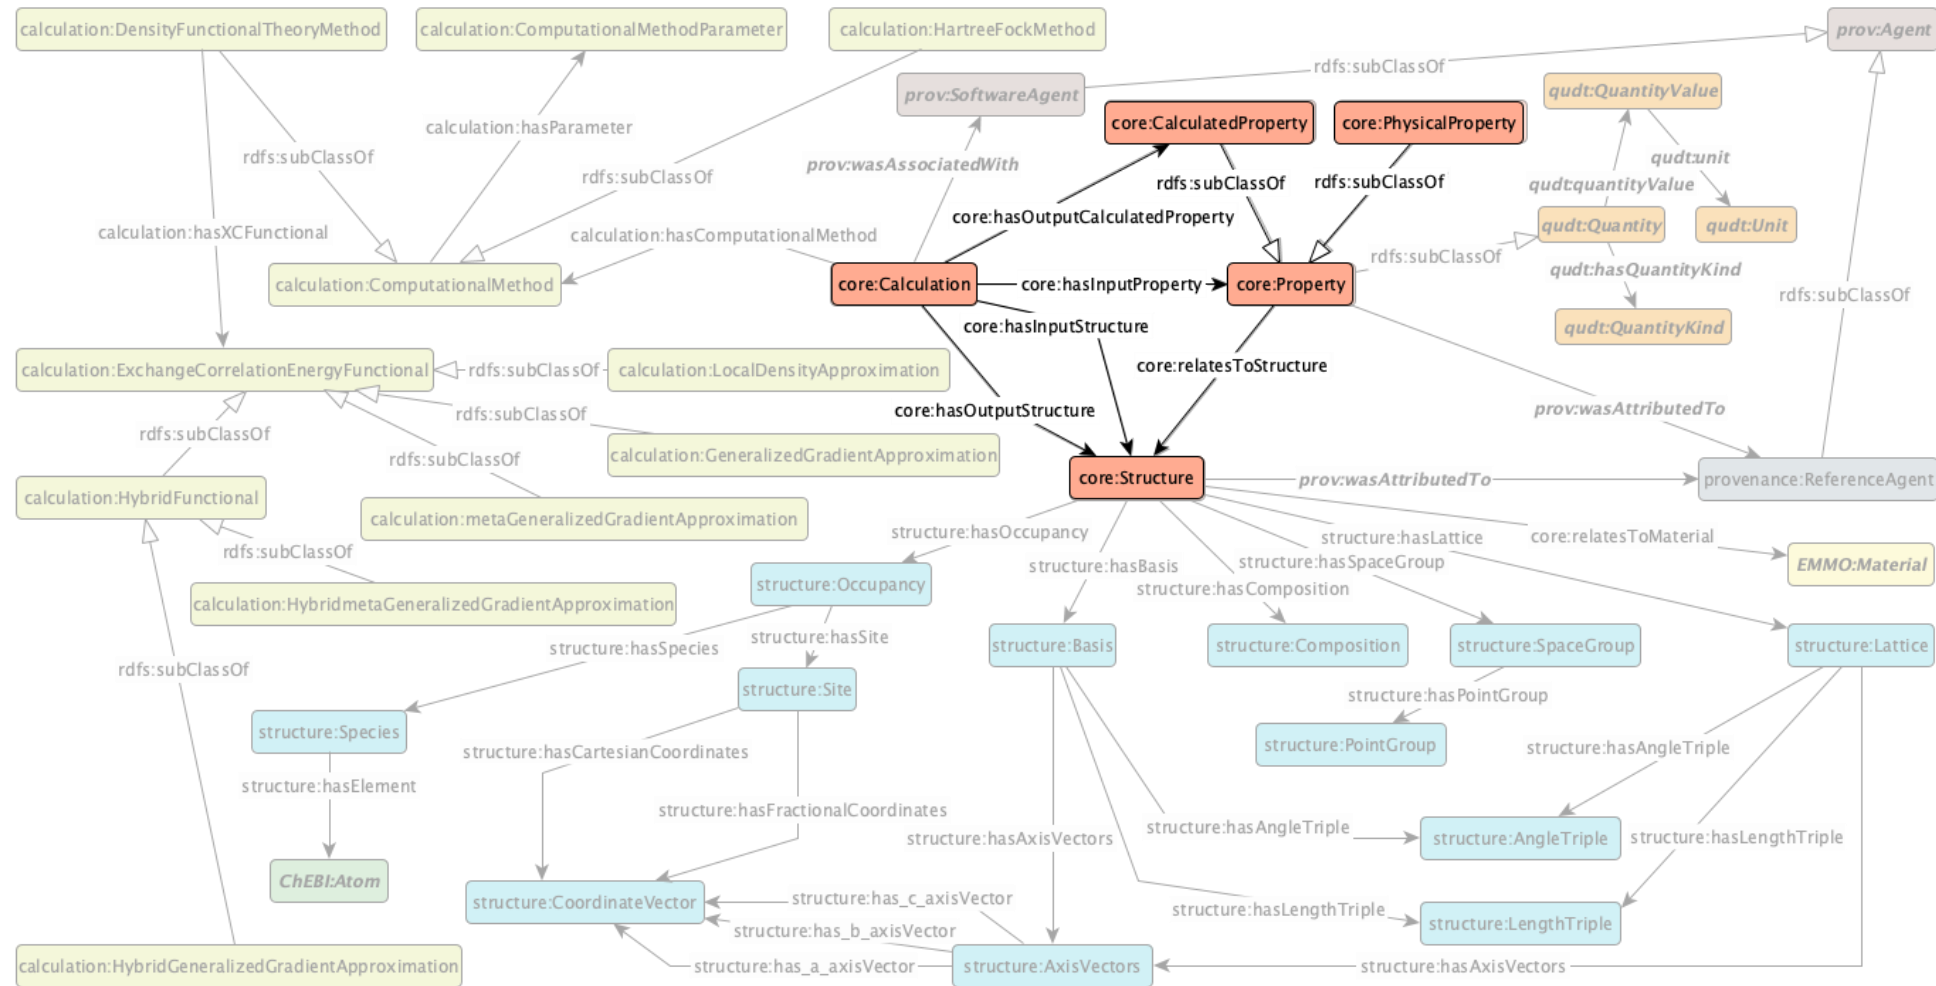 calculation:DensityFunctionalTheoryMethod
calculation:ComputationalMethodParameter
calculation:HartreeFockMethod
prov:Agent
rdfs:subClassOf
prov:SoftwareAgent
qudt:QuantityValue
core:CalculatedProperty
core:PhysicalProperty
calculation:hasParameter
rdfs:subClassOf
prov:wasAssociatedWith
qudt:unit
rdfs:subClassOf
rdfs:subClassOf
rdfs:subClassOf
qudt:quantityValue
core:hasOutputCalculatedProperty
calculation:hasXCFunctional
calculation:hasComputationalMethod
qudt:Quantity
qudt:Unit
rdfs:subClassOf
qudt:hasQuantityKind
calculation:ComputationalMethod
core:Calculation
core:hasInputProperty
core:Property
rdfs:subClassOf
core:hasInputStructure
qudt:QuantityKind
calculation:ExchangeCorrelationEnergyFunctional
rdfs:subClassOf
calculation:LocalDensityApproximation
core:relatesToStructure
rdfs:subClassOf
core:hasOutputStructure
prov:wasAttributedTo
rdfs:subClassOf
rdfs:subClassOf
calculation:GeneralizedGradientApproximation
core:Structure
prov:wasAttributedTo
provenance:ReferenceAgent
calculation:HybridFunctional
calculation:metaGeneralizedGradientApproximation
structure:hasOccupancy
structure:hasLattice
core:relatesToMaterial
rdfs:subClassOf
structure:hasBasis
structure:hasSpaceGroup
EMMO:Material
structure:Occupancy
structure:hasComposition
calculation:HybridmetaGeneralizedGradientApproximation
structure:hasSite
structure:hasSpecies
structure:Basis
structure:Composition
structure:SpaceGroup
structure:Lattice
rdfs:subClassOf
structure:Site
structure:hasPointGroup
structure:Species
structure:hasCartesianCoordinates
structure:PointGroup
structure:hasAngleTriple
structure:hasElement
structure:hasFractionalCoordinates
structure:hasAngleTriple
structure:hasAxisVectors
structure:AngleTriple
structure:hasLengthTriple
ChEBI:Atom
structure:CoordinateVector
structure:has_c_axisVector
structure:hasLengthTriple
structure:LengthTriple
structure:has_b_axisVector
calculation:HybridGeneralizedGradientApproximation
structure:has_a_axisVector
structure:AxisVectors
structure:hasAxisVectors